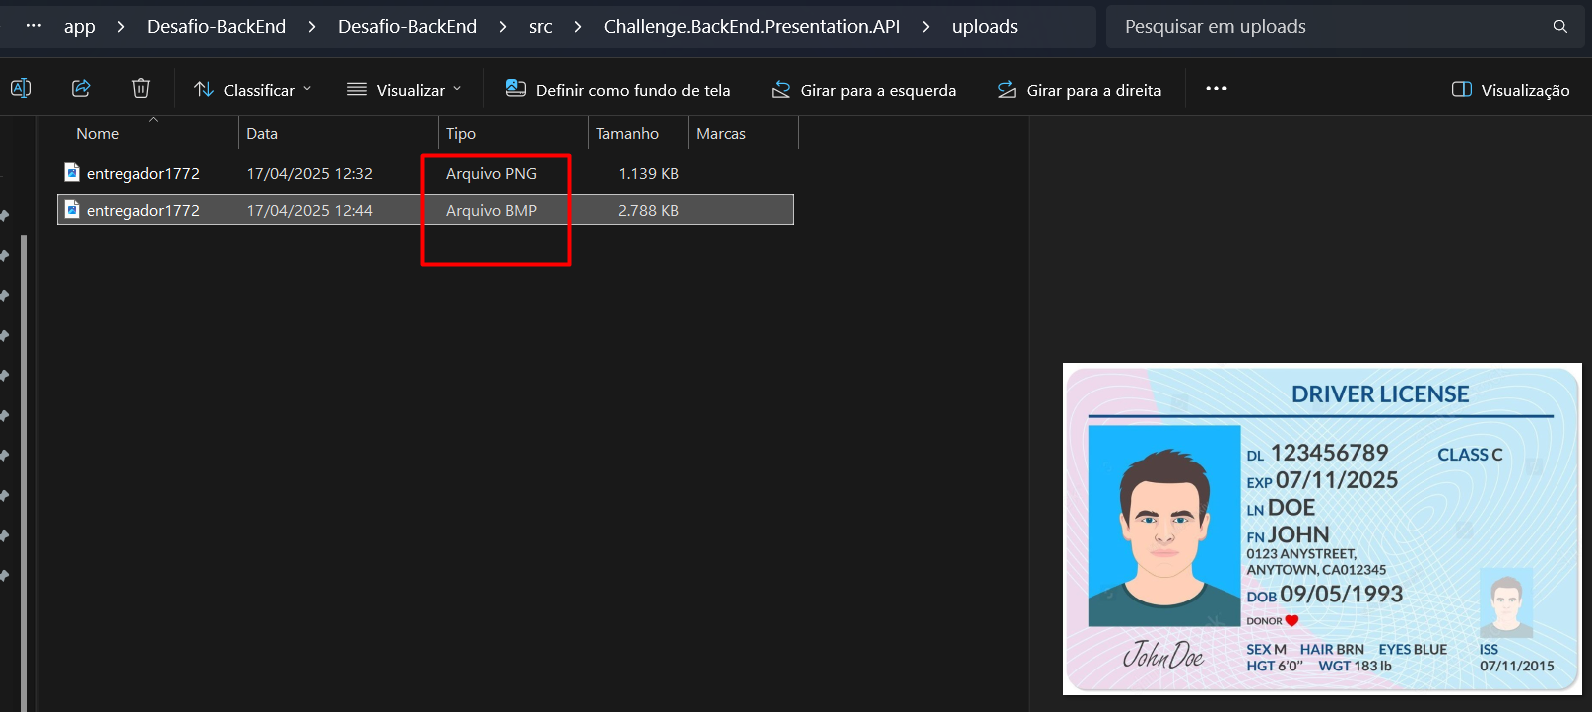 ··· app > Desafio-BackEnd > Desafio-BackEnd > src > Challenge.BackEnd.Presentation.API > uploads
Pesquisar em uploads
Classificar
Visualizar
Definir como fundo de tela
Girar para a esquerda
Girar para a direita
···
Visualização
Nome Data Tipo Tamanho Marcas
entregador1772 17/04/2025 12:32 Arquivo PNG 1.139 KB
entregador1772 17/04/2025 12:44 Arquivo BMP 2.788 KB
DRIVER LICENSE
DL 123456789 CLASS C
EXP 07/11/2025
LN DOE
FN JOHN
0123 ANYSTREET,
ANYTOWN, CA012345
DOB 09/05/1993
DONOR
John Doe
SEX M HAIR BRN EYES BLUE
HGT 6'0" WGT 183 lb
ISS
07/11/2015